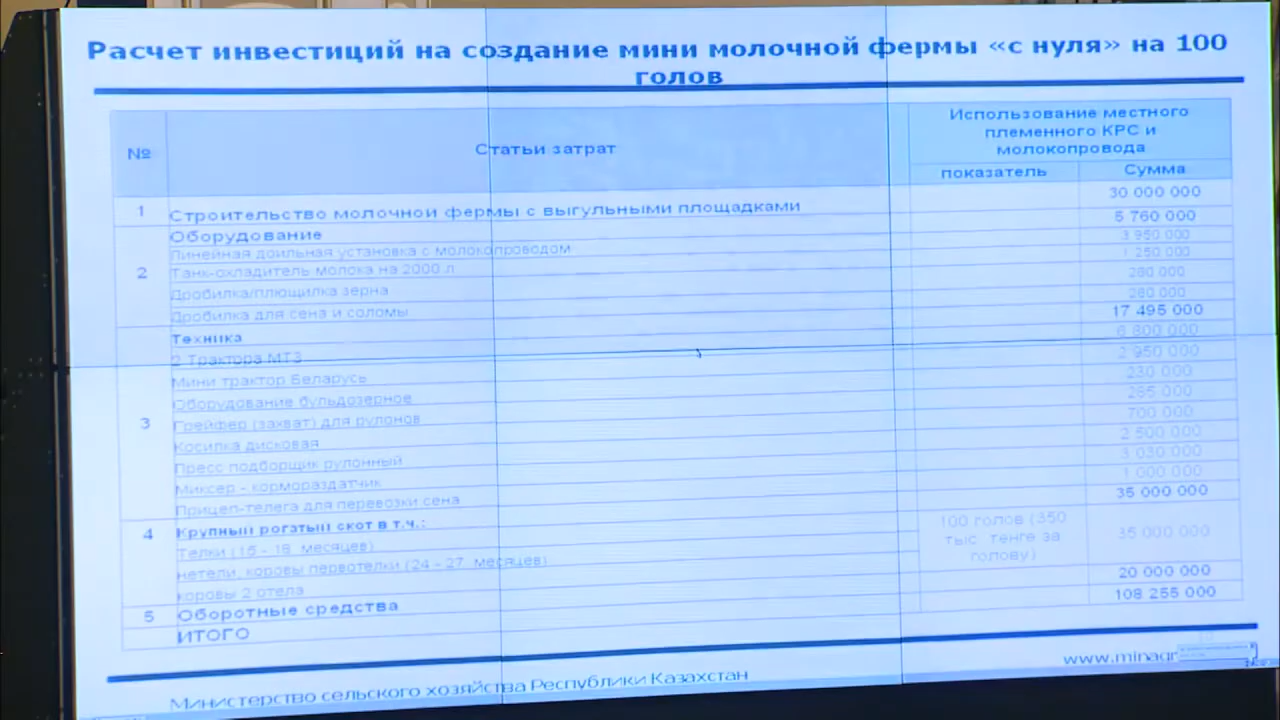 Расчет инвестиций на создание мини молочной фермы «с нуля» на 100
голов
№
Статьи затрат
Использование местного
племенного КРС и
молокопровода
показатель
Сумма
1
Строительство молочной фермы с выгульными площадками
30 000 000
2
Оборудование
5 760 000
Линейная доильная установка с молокопроводом
3 950 000
Танк-охладитель молока на 2000 л
1 250 000
Дробилка/плющилка зерна
280 000
Дробилка для сена и соломы
280 000
3
Техника
17 495 000
2 Трактора МТЗ
6 800 000
Мини трактор Беларусь
2 950 000
Оборудование бульдозерное
230 000
Грейфер (захват) для рулонов
285 000
Косилка дисковая
700 000
Пресс подборщик рулонный
2 500 000
Миксер - кормораздатчик
3 030 000
Прицеп-телега для перевозки сена
1 000 000
4
Крупный рогатый скот в т.ч.:
35 000 000
Телки (15 - 18 месяцев)
нетели, коровы первотелки (24 - 27 месяцев)
коровы 2 отела
100 голов (350
тыс. тенге за
голову)
35 000 000
5
Оборотные средства
20 000 000
ИТОГО
108 255 000
Министерство сельского хозяйства Республики Казахстан
www.minagr